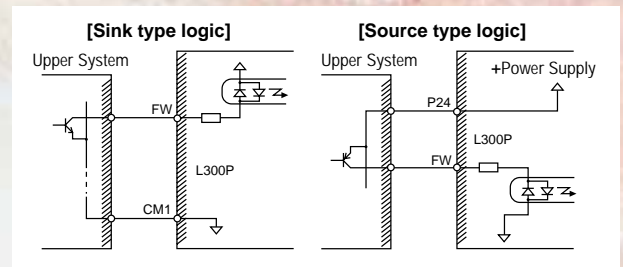 [Sink type logic]
Upper System
FW
L300P
CM1
[Source type logic]
Upper System
+Power Supply
P24
L300P
FW